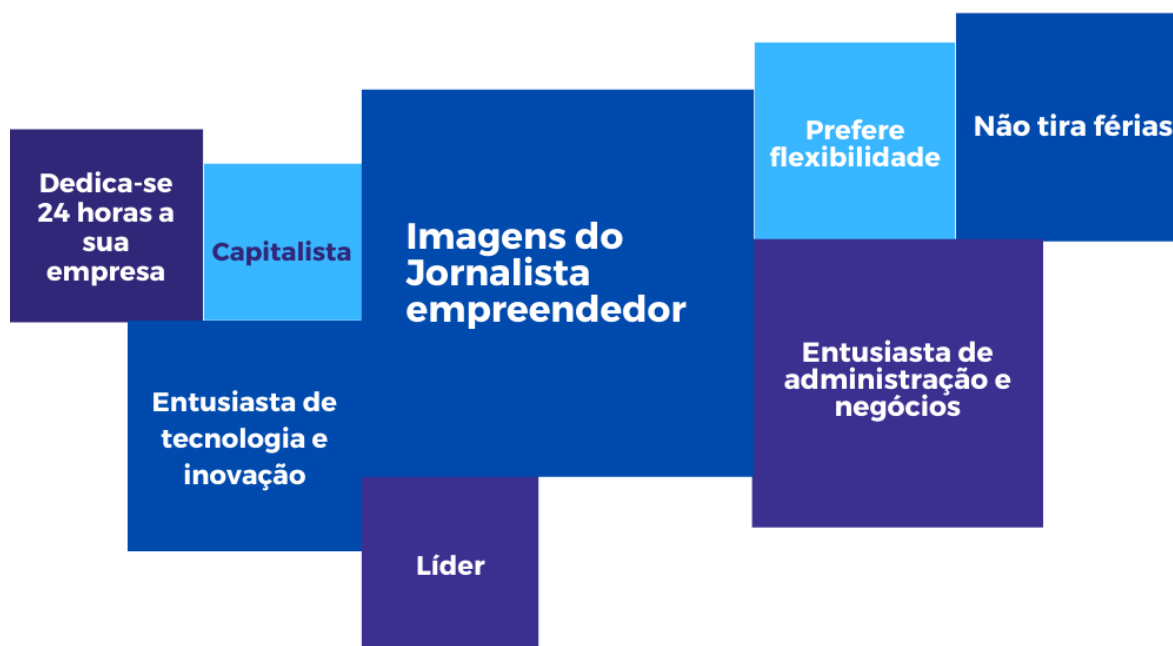 Dedica-se
24 horas a
sua
empresa
Capitalista
Entusiasta de
tecnologia e
inovação
Imagens do
Jornalista
empreendedor
Líder
Prefere
flexibilidade
Não tira férias
Entusiasta de
administração e
negócios